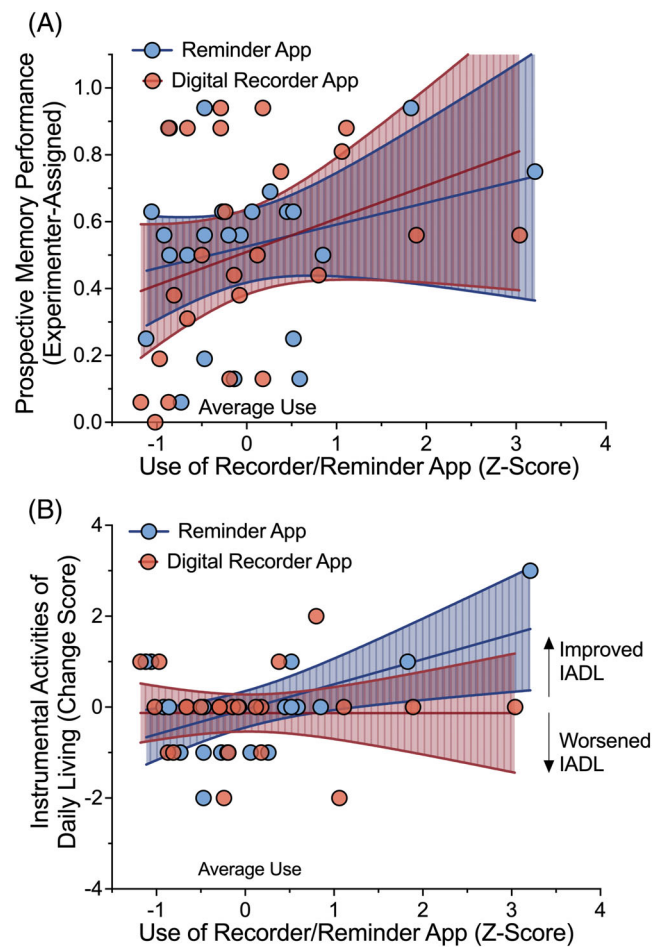 (A)
Reminder App
Digital Recorder App
Prospective Memory Performance
(Experimenter-Assigned)
1.0
0.8
0.6
0.4
0.2
0.0
Average Use
-1 0 1 2 3 4
Use of Recorder/Reminder App (Z-Score)
(B)
Reminder App
Digital Recorder App
Instrumental Activities of
Daily Living (Change Score)
4
2
0
-2
-4
Improved
IADL
Worsened
IADL
Average Use
-1 0 1 2 3 4
Use of Recorder/Reminder App (Z-Score)